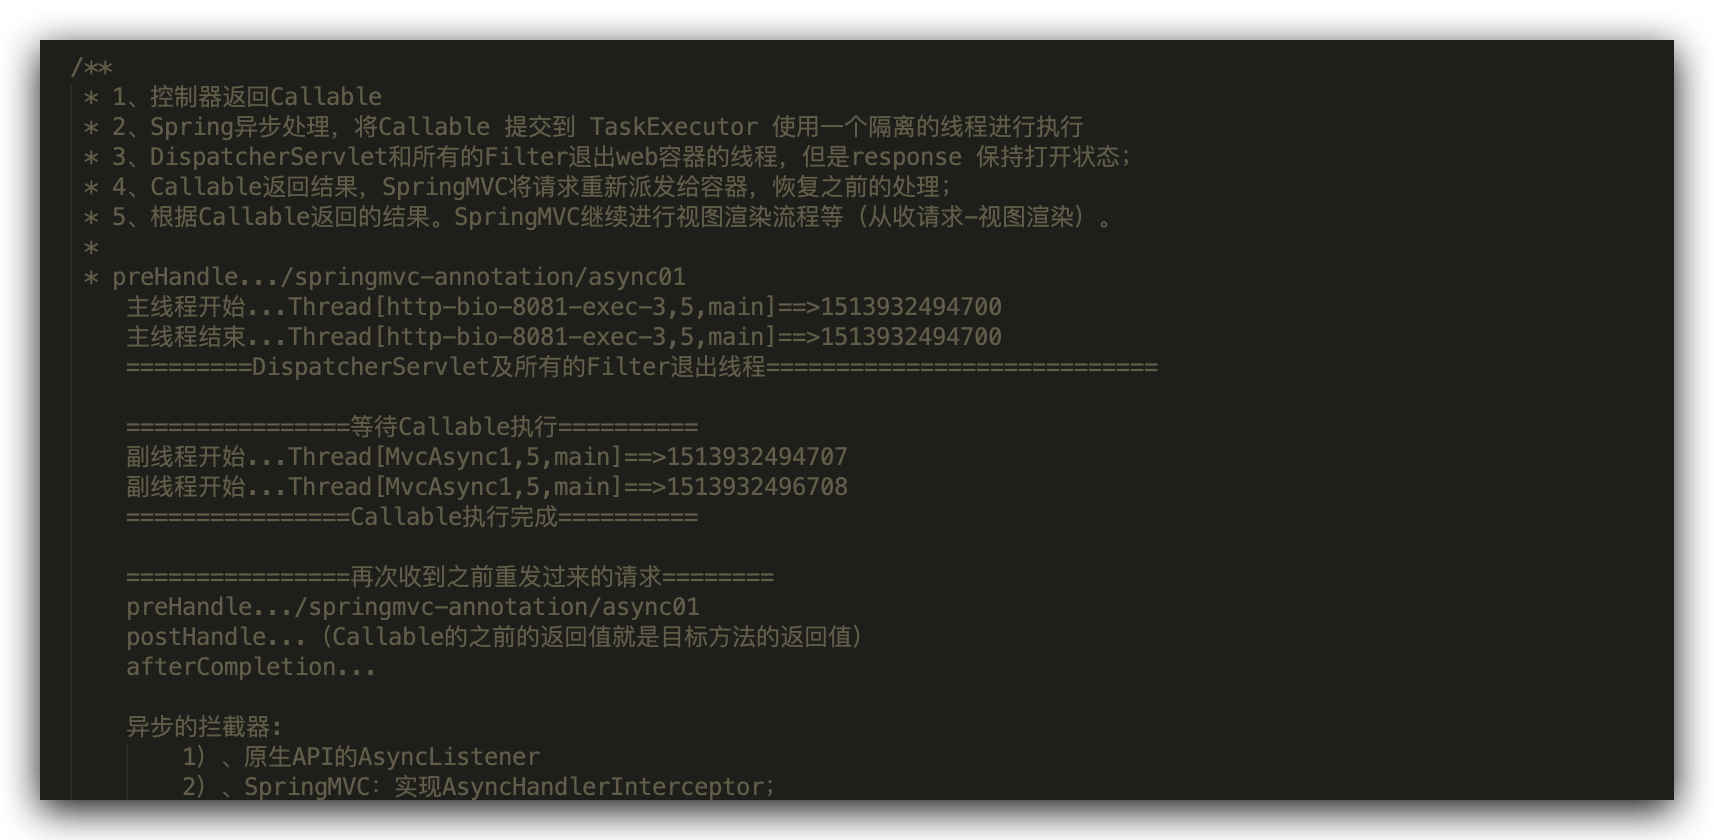 /**
* 1、控制器返回Callable
* 2、Spring异步处理，将Callable 提交到 TaskExecutor 使用一个隔离的线程进行执行
* 3、DispatcherServlet和所有的Filter退出web容器的线程，但是response 保持打开状态；
* 4、Callable返回结果，SpringMVC将请求重新派发给容器，恢复之前的处理；
* 5、根据Callable返回的结果。SpringMVC继续进行视图渲染流程等（从收请求-视图渲染）。
*
* preHandle.../springmvc-annotation/async01
主线程开始...Thread[http-bio-8081-exec-3,5,main]==>1513932494700
主线程结束...Thread[http-bio-8081-exec-3,5,main]==>1513932494700
=========DispatcherServlet及所有的Filter退出线程============================
================等待Callable执行==========
副线程开始...Thread[MvcAsync1,5,main]==>1513932494707
副线程开始...Thread[MvcAsync1,5,main]==>1513932496708
================Callable执行完成==========
================再次收到之前重发过来的请求========
preHandle.../springmvc-annotation/async01
postHandle...（Callable的之前的返回值就是目标方法的返回值）
afterCompletion...
异步的拦截器:
1）、原生API的AsyncListener
2）、SpringMVC：实现AsyncHandlerInterceptor；